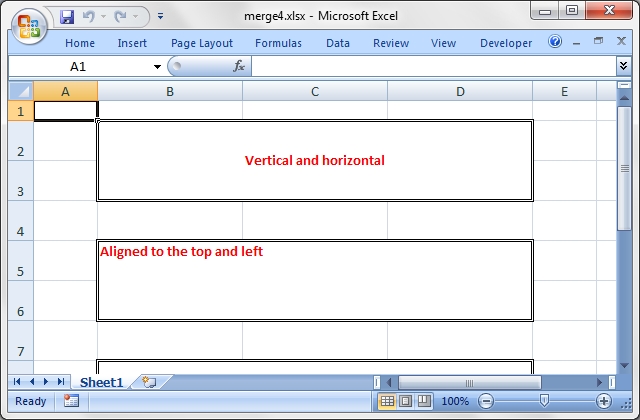 merge4.xlsx - Microsoft Excel
Home Insert Page Layout Formulas Data Review View Developer
A1 fx
A B C D E
1
2
Vertical and horizontal
3
4
Aligned to the top and left
5
6
7
Sheet1
Ready 100%